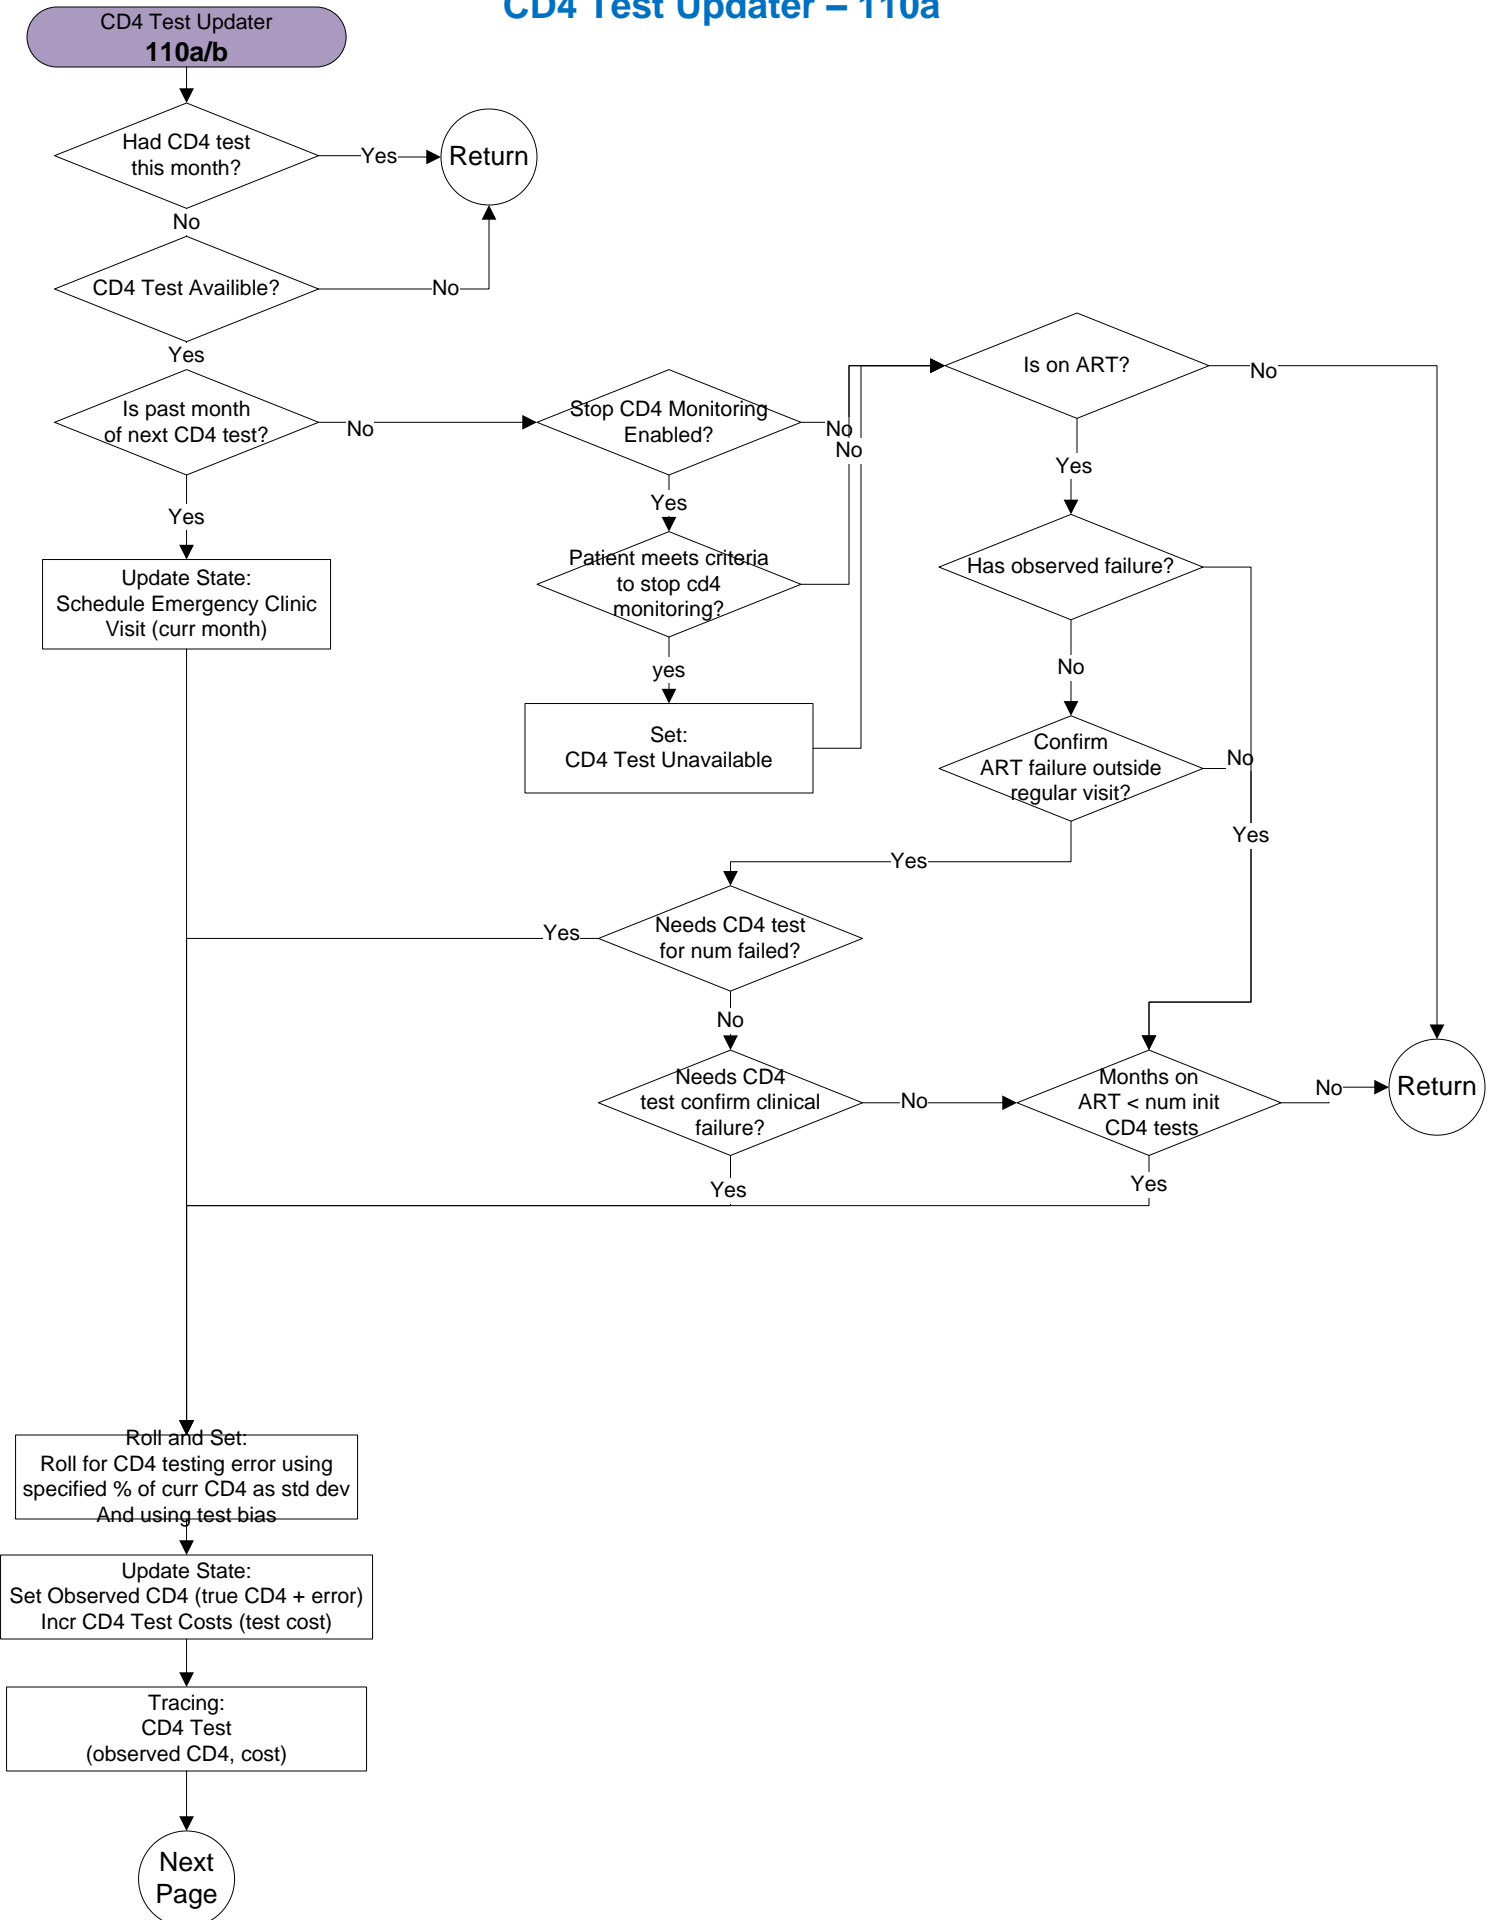 CD4 Test Updater – 110a
CD4 Test Updater
110a/b
Had CD4 test
this month?
Yes
Return
No
CD4 Test Availible?
No
Yes
Is past month
of next CD4 test?
No
Stop CD4 Monitoring
Enabled?
No
No
Is on ART?
No
Yes
Yes
Yes
Update State:
Schedule Emergency Clinic
Visit (curr month)
Patient meets criteria
to stop cd4
monitoring?
Has observed failure?
yes
No
Set:
CD4 Test Unavailable
Confirm
ART failure outside
regular visit?
No
Yes
Yes
Needs CD4 test
for num failed?
Yes
No
Needs CD4
test confirm clinical
failure?
No
Months on
ART < num init
CD4 tests
No
Return
Yes
Yes
Roll and Set:
Roll for CD4 testing error using
specified % of curr CD4 as std dev
And using test bias
Update State:
Set Observed CD4 (true CD4 + error)
Incr CD4 Test Costs (test cost)
Tracing:
CD4 Test
(observed CD4, cost)
Next
Page